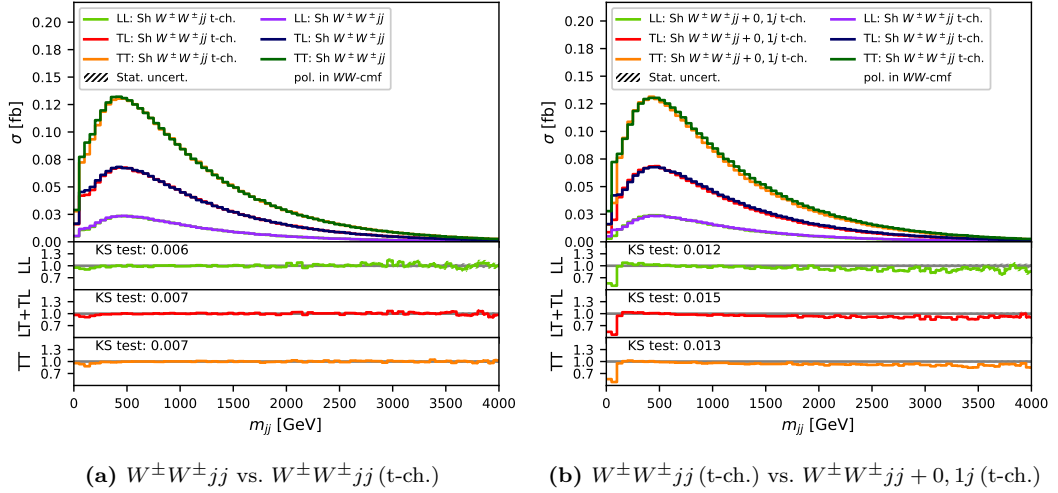 LL: Sh W±W±jj t-ch.
TL: Sh W±W±jj t-ch.
TT: Sh W±W±jj t-ch.
Stat. uncert.
LL: Sh W±W±jj
TL: Sh W±W±jj
TT: Sh W±W±jj
pol. in WW-cmf
σ [fb]
0.20
0.18
0.15
0.12
0.10
0.08
0.05
0.03
0.00
KS test: 0.006
LL
1.3
1.0
0.7
KS test: 0.007
LT+TL
1.3
1.0
0.7
KS test: 0.007
TT
1.3
1.0
0.7
0 500 1000 1500 2000 2500 3000 3500 4000
m_jj [GeV]
(a) W±W±jj vs. W±W±jj (t-ch.)
LL: Sh W±W±jj + 0, 1j t-ch.
TL: Sh W±W±jj + 0, 1j t-ch.
TT: Sh W±W±jj + 0, 1j t-ch.
Stat. uncert.
LL: Sh W±W±jj t-ch.
TL: Sh W±W±jj t-ch.
TT: Sh W±W±jj t-ch.
pol. in WW-cmf
σ [fb]
0.20
0.18
0.15
0.12
0.10
0.08
0.05
0.03
0.00
KS test: 0.012
LL
1.3
1.0
0.7
KS test: 0.015
LT+TL
1.3
1.0
0.7
KS test: 0.013
TT
1.3
1.0
0.7
0 500 1000 1500 2000 2500 3000 3500 4000
m_jj [GeV]
(b) W±W±jj (t-ch.) vs. W±W±jj + 0, 1j (t-ch.)